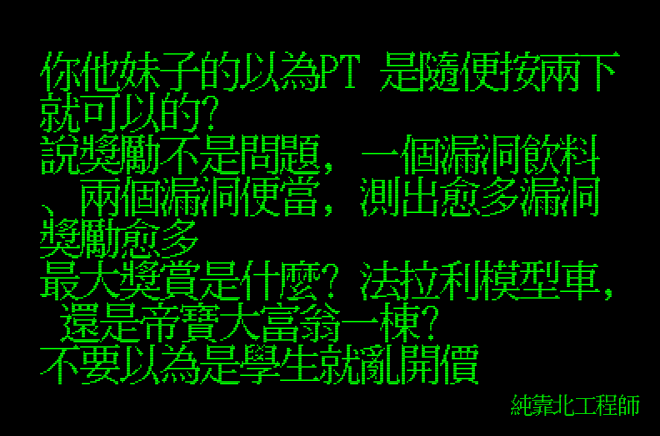 你他妹子的以為PT 是隨便按兩下
就可以的?
說獎勵不是問題, 一個漏洞飲料
、兩個漏洞便當, 測出愈多漏洞
獎勵愈多
最大獎賞是什麼? 法拉利模型車,
還是帝寶大富翁一棟?
不要以為是學生就亂開價
純靠北工程師